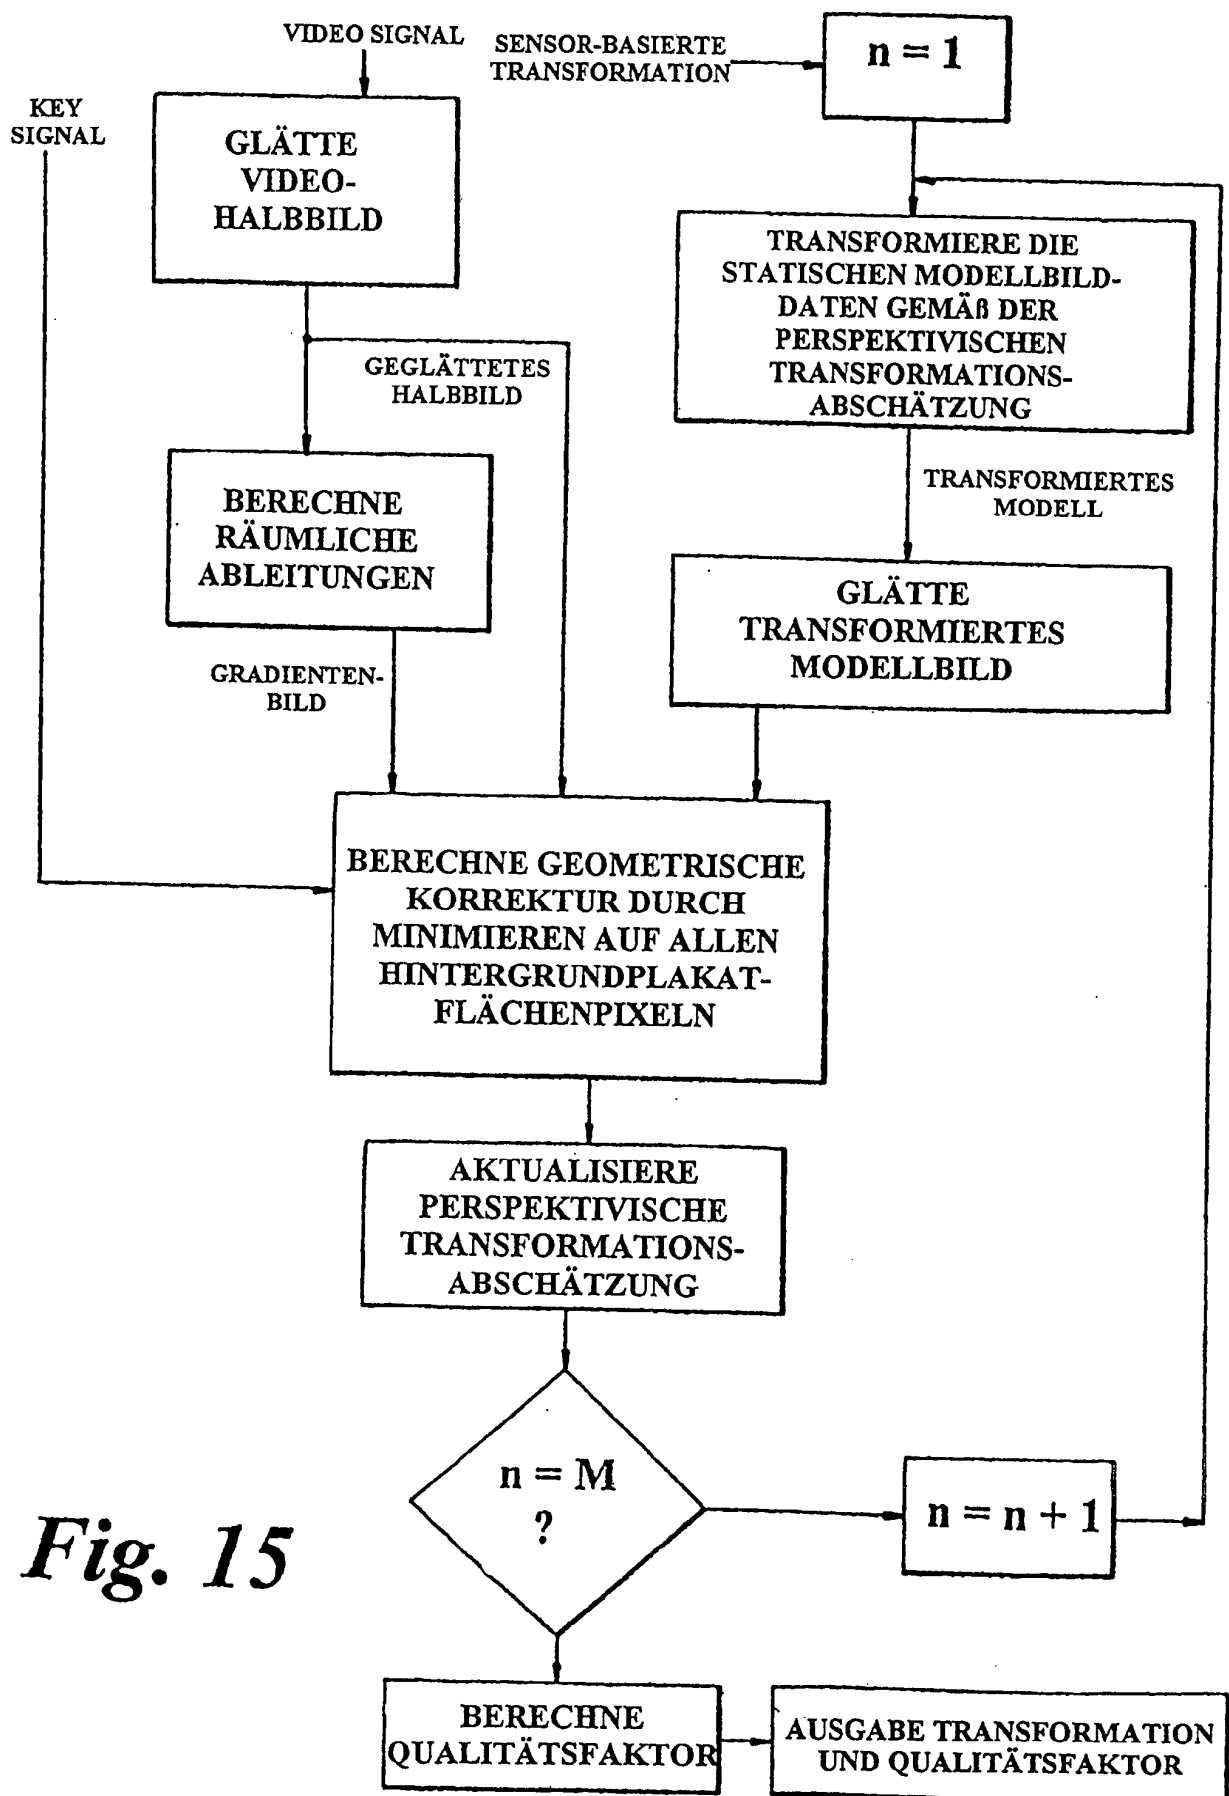 VIDEO SIGNAL
SENSOR-BASIERTE
TRANSFORMATION
n = 1
KEY
SIGNAL
GLÄTTE
VIDEO-
HALBBILD
TRANSFORMIERE DIE
STATISCHEN MODELLBILD-
DATEN GEMÄß DER
PERSPEKTIVISCHEN
TRANSFORMATIONS-
ABSCHÄTZUNG
GEGLÄTTETES
HALBBILD
BERECHNE
RÄUMLICHE
ABLEITUNGEN
TRANSFORMIERTES
MODELL
GLÄTTE
TRANSFORMIERTES
MODELLBILD
GRADIENTEN-
BILD
BERECHNE GEOMETRISCHE
KORREKTUR DURCH
MINIMIEREN AUF ALLEN
HINTERGRUNDPLAKAT-
FLÄCHENPIXELN
AKTUALISIERE
PERSPEKTIVISCHE
TRANSFORMATIONS-
ABSCHÄTZUNG
n = M
?
n = n + 1
Fig. 15
BERECHNE
QUALITÄTSFAKTOR
AUSGABE TRANSFORMATION
UND QUALITÄTSFAKTOR